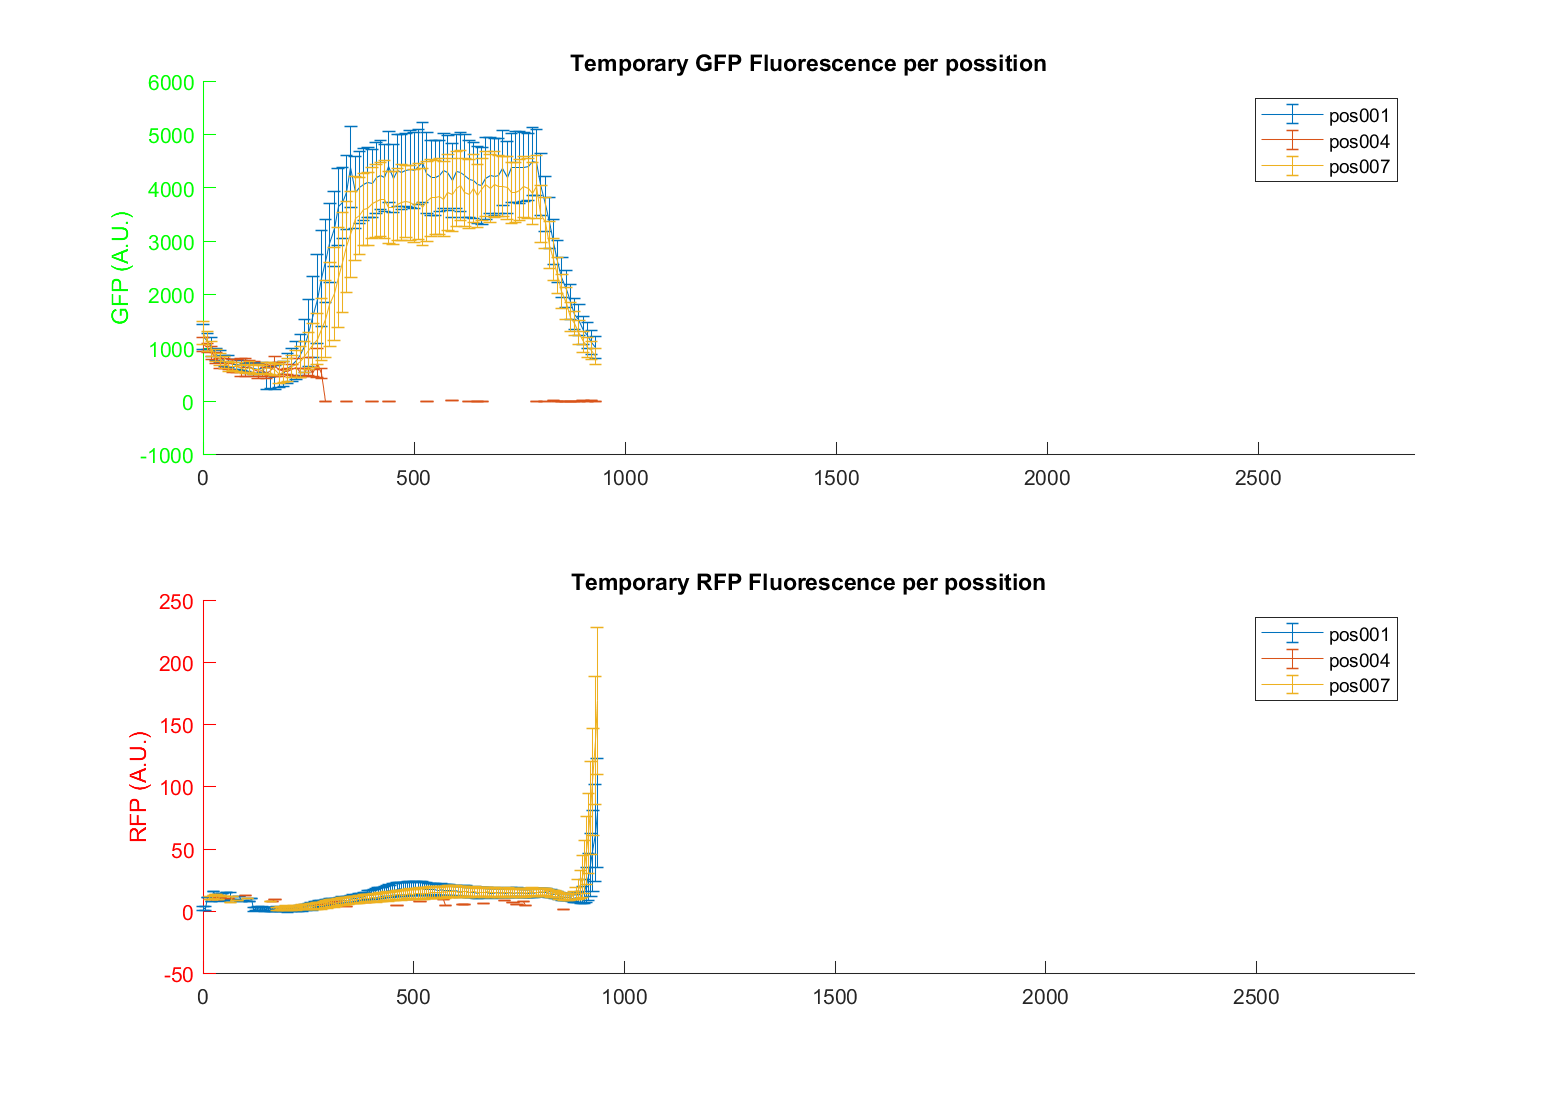 Temporary GFP Fluorescence per possition
6000
5000
4000
3000
2000
1000
0
-1000
GFP (A.U.)
0 500 1000 1500 2000 2500
pos001
pos004
pos007
Temporary RFP Fluorescence per possition
250
200
150
100
50
0
-50
RFP (A.U.)
0 500 1000 1500 2000 2500
pos001
pos004
pos007